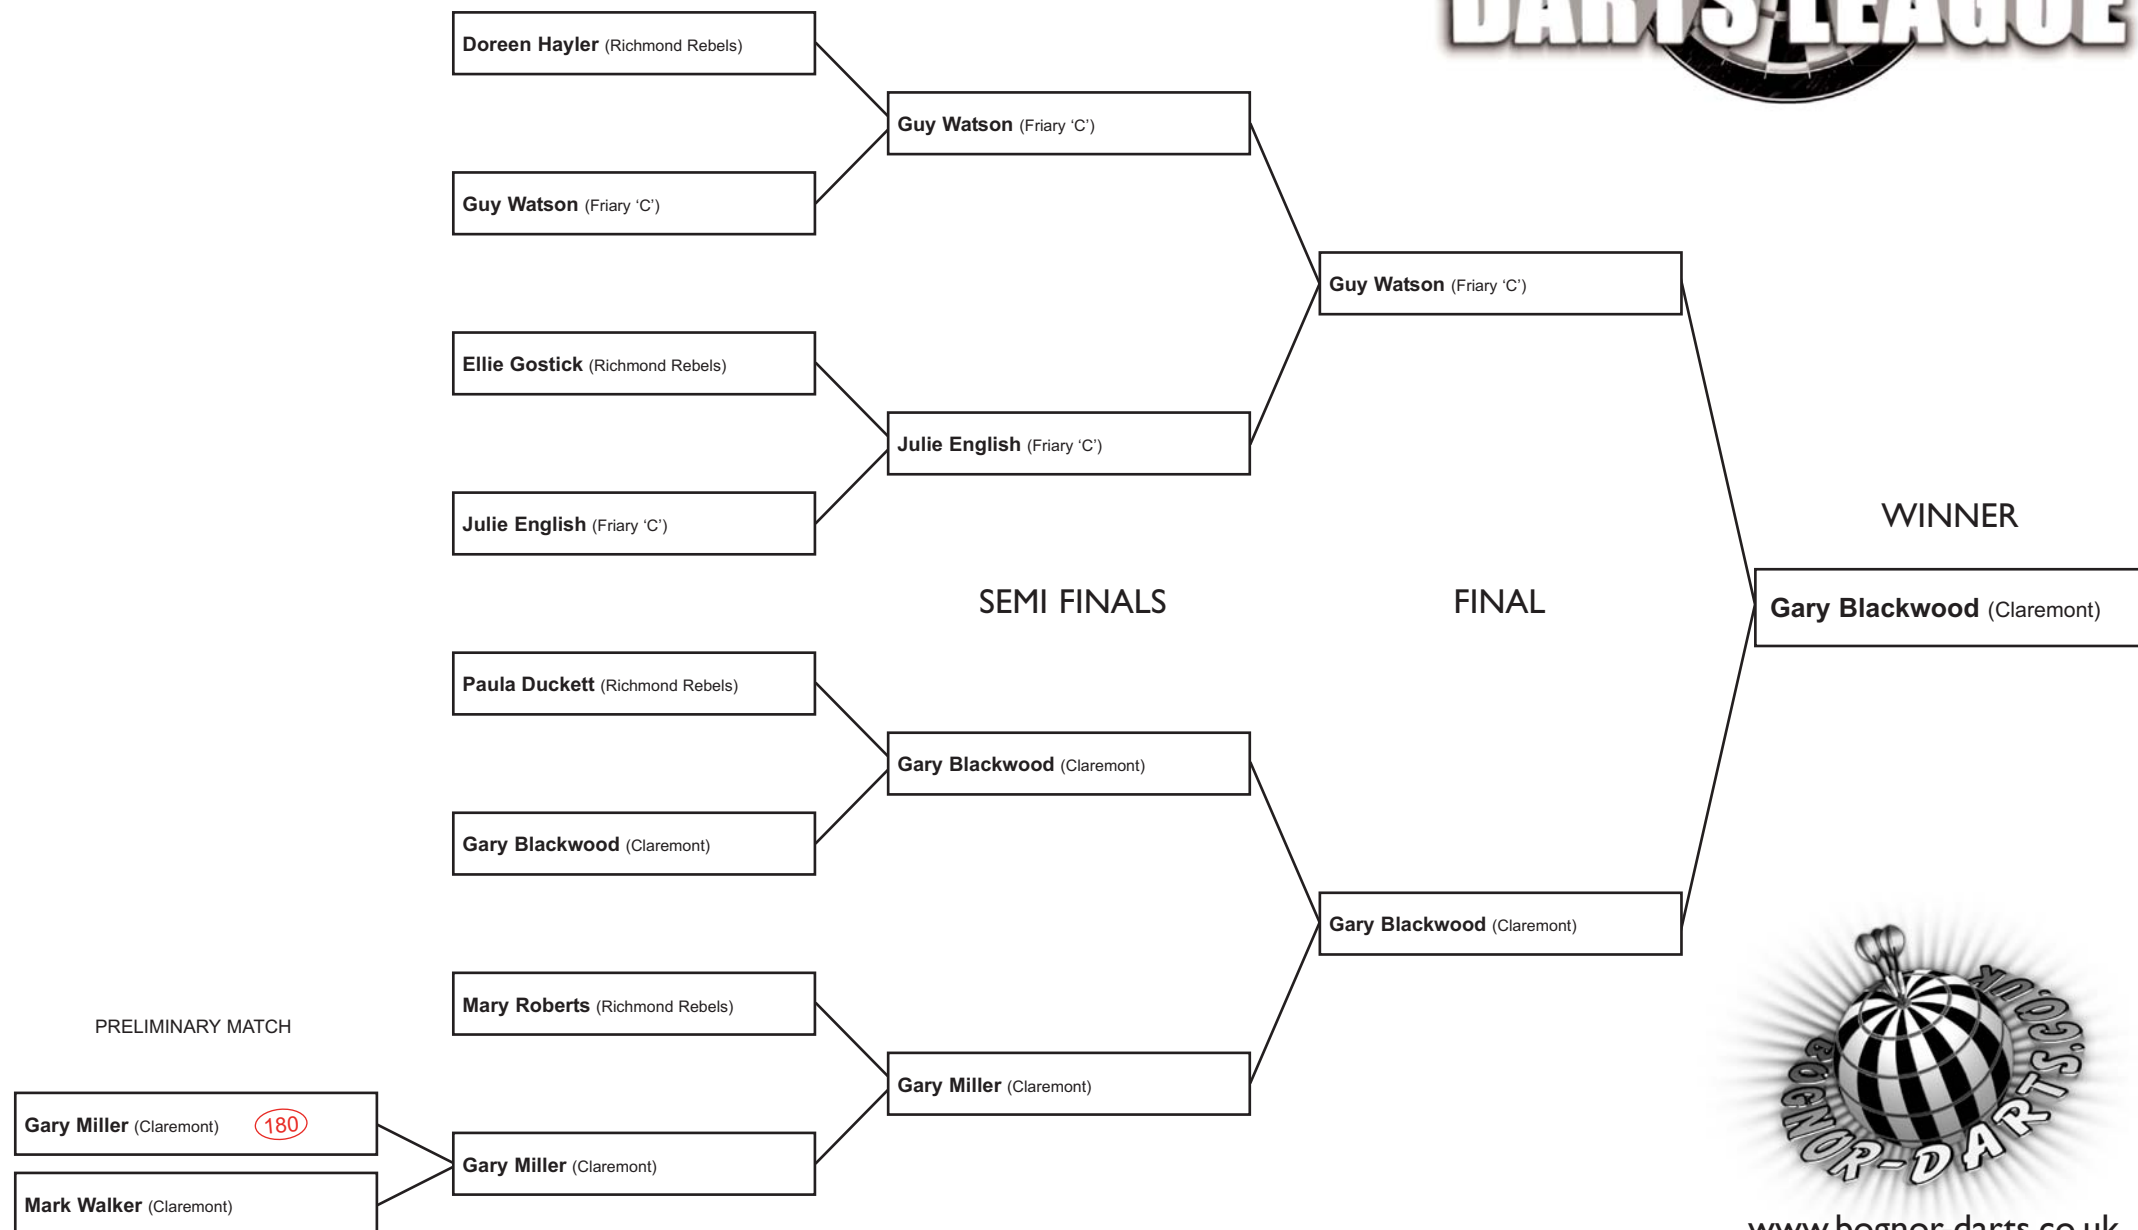 DARTS LEAGUE
Doreen Hayler (Richmond Rebels)
Guy Watson (Friary ‘C’)
Guy Watson (Friary ‘C’)
Guy Watson (Friary ‘C’)
Ellie Gostick (Richmond Rebels)
Julie English (Friary ‘C’)
Julie English (Friary ‘C’)
WINNER
SEMI FINALS
FINAL
Gary Blackwood (Claremont)
Paula Duckett (Richmond Rebels)
Gary Blackwood (Claremont)
Gary Blackwood (Claremont)
Gary Blackwood (Claremont)
Mary Roberts (Richmond Rebels)
PRELIMINARY MATCH
Gary Miller (Claremont)
Gary Miller (Claremont) 180
Gary Miller (Claremont)
Mark Walker (Claremont)
BOGNOR-DARTS.CO.UK
www.bognor-darts.co.uk